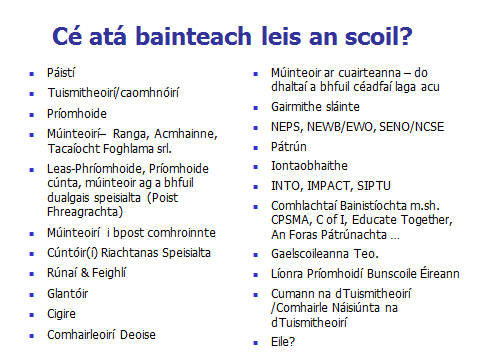 Cé atá bainteach leis an scoil?
Páistí
Tuismitheoirí/caomhnóirí
Príomhoide
Múinteoirí– Ranga, Acmhainne,
Tacaíocht Foghlama srl.
Leas-Phríomhoide, Príomhoide
cúnta, múinteoir ag a bhfuil
dualgais speisialta (Poist
Fhreagrachta)
Múinteoirí i bpost comhroinnte
Cúntóir(í) Riachtanas Speisialta
Rúnaí & Feighlí
Glantóir
Cigire
Comhairleoirí Deoise
Múinteoir ar cuairteanna – do
dhaltaí a bhfuil céadfaí laga acu
Gairmithe sláinte
NEPS, NEWB/EWO, SENO/NCSE
Pátrún
Iontaobhaithe
INTO, IMPACT, SIPTU
Comhlachtaí Bainistíochta m.sh.
CPSMA, C of I, Educate Together,
An Foras Pátrúnachta ...
Gaelscoileanna Teo.
Líonra Príomhoidí Bunscoile Éireann
Cumann na dTuismitheoirí
/Comhairle Náisiúnta na
dTuismitheoirí
Eile?